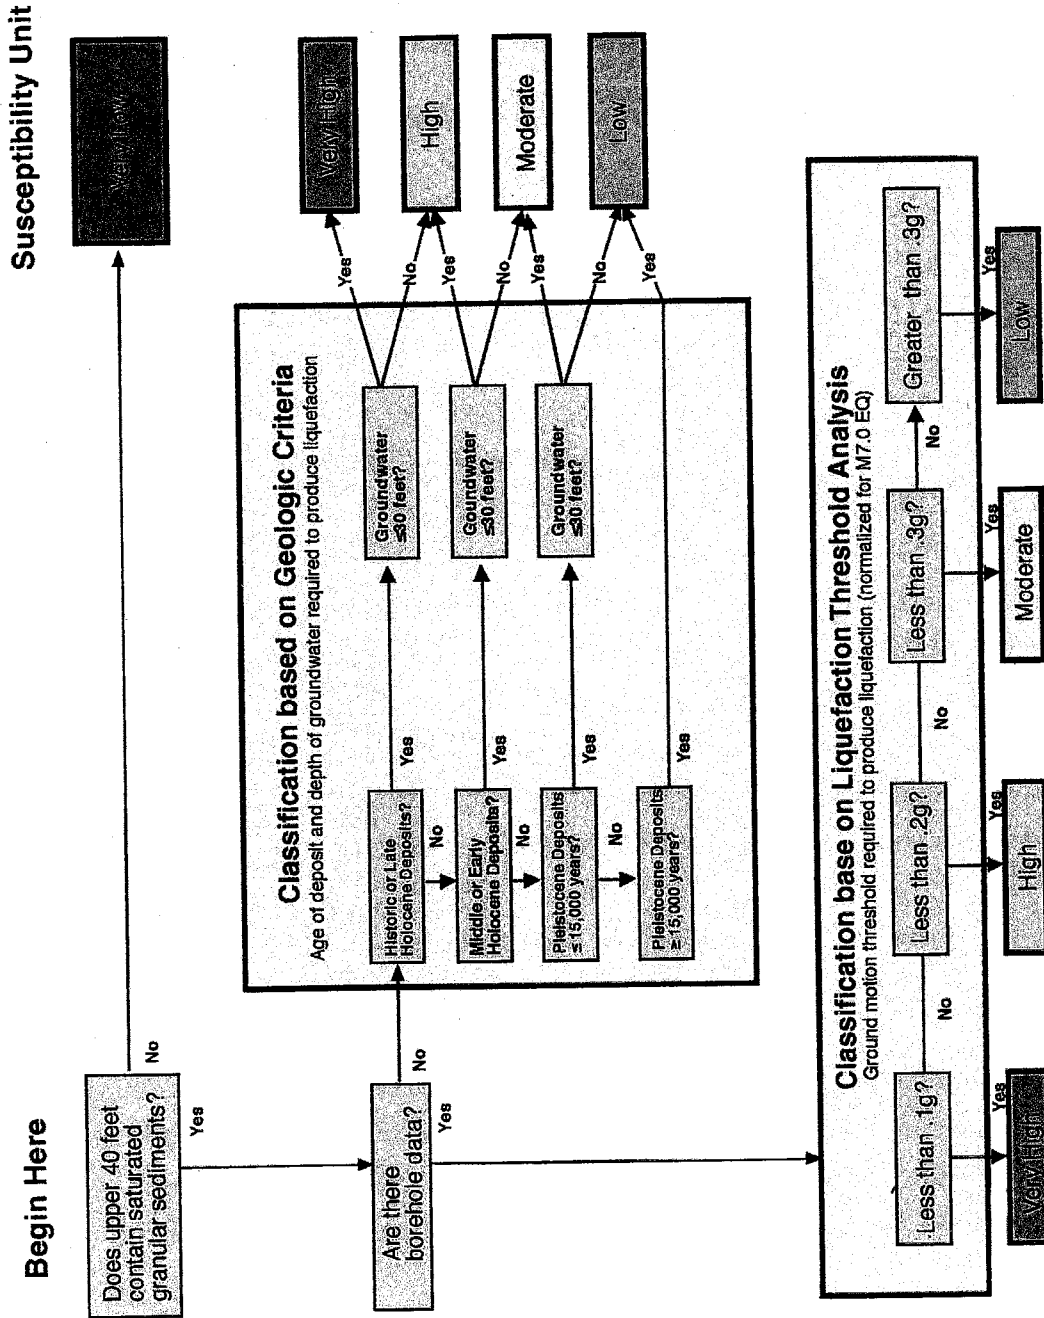 Begin Here
Susceptibility Unit
Does upper 40 feet
contain saturated
granular sediments?
No
Very Low
Yes
Are there
borehole data?
No
Yes
Classification based on Geologic Criteria
Age of deposit and depth of groundwater required to produce liquefaction
Historic or Late
Holocene Deposits?
Yes
Groundwater
≤30 feet?
Yes
Very High
No
No
High
Middle or Early
Holocene Deposits?
Yes
Goundwater
≤30 feet?
Yes
No
No
Moderate
Pleistocene Deposits
≤ 15,000 years?
Yes
Groundwater
≤30 feet?
Yes
No
No
Low
Pleistocene Deposits
≥ 15,000 years?
Yes
Yes
Classification base on Liquefaction Threshold Analysis
Ground motion threshold required to produce liquefaction (normalized for M7.0 EQ)
Less than .1g?
No
Less than .2g?
No
Less than .3g?
No
Greater than .3g?
Yes
Yes
Yes
Yes
Very High
High
Moderate
Low